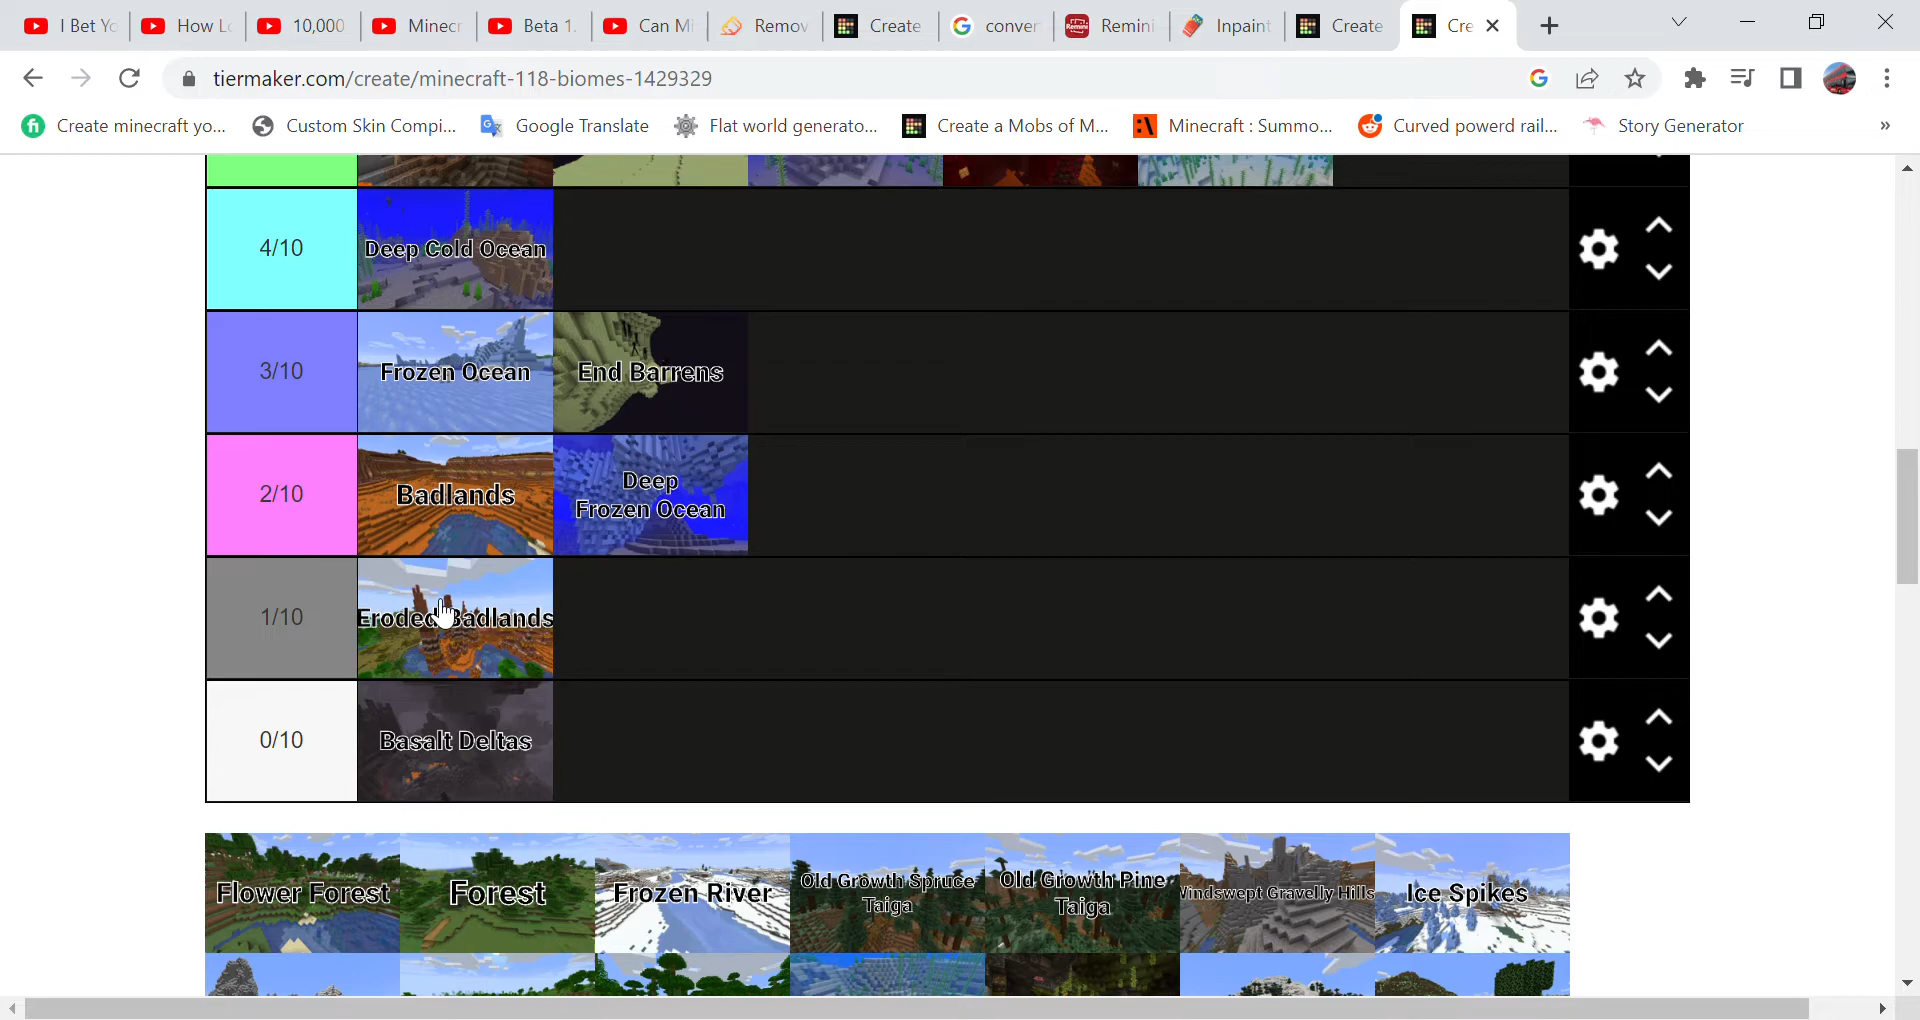 I Bet Yo
How Lo
10,000
Minecr
Beta 1.
Can Mi
Remov
Create
conver
Remini
Inpaint
Create
Cre
tiermaker.com/create/minecraft-118-biomes-1429329
Create minecraft yo...
Custom Skin Compi...
Google Translate
Flat world generato...
Create a Mobs of M...
Minecraft : Summo...
Curved powerd rail...
Story Generator
»
4/10
Deep Cold Ocean
3/10
Frozen Ocean
End Barrens
2/10
Badlands
Deep
Frozen Ocean
1/10
Eroded Badlands
0/10
Basalt Deltas
Flower Forest
Forest
Frozen River
Old Growth Spruce
Taiga
Old Growth Pine
Taiga
Windswept Gravelly Hills
Ice Spikes